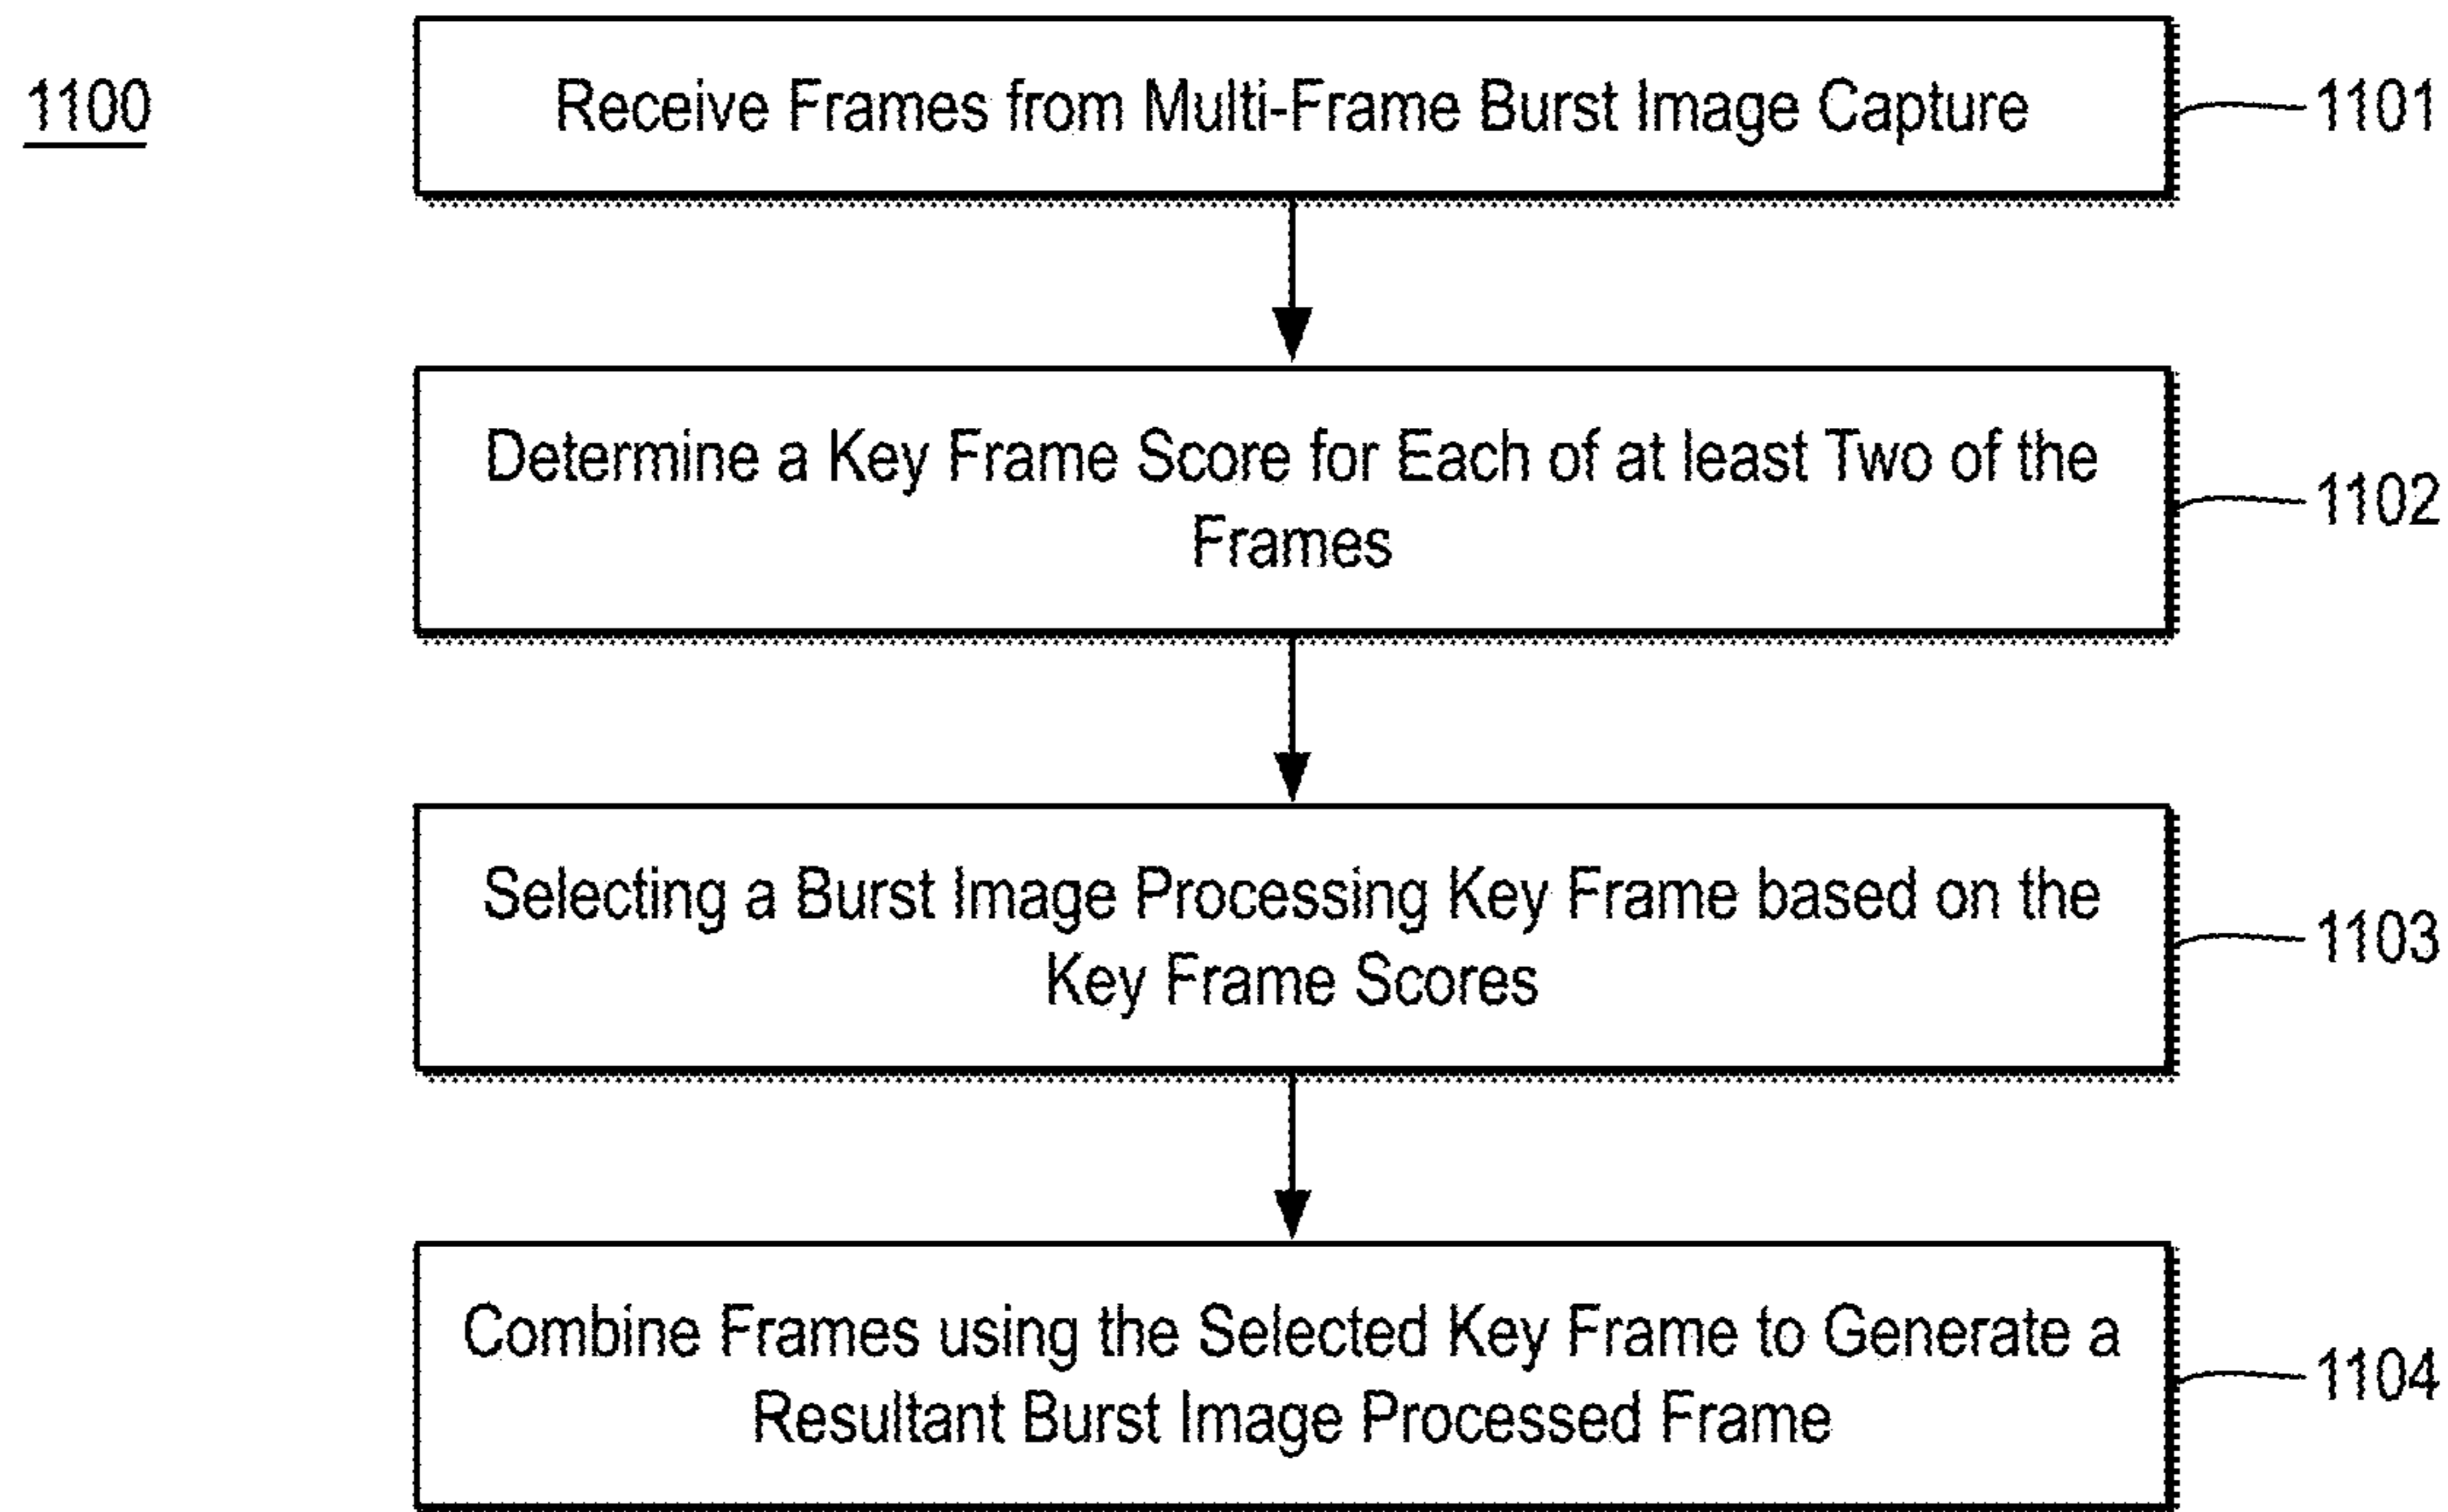 1100
Receive Frames from Multi-Frame Burst Image Capture
1101
Determine a Key Frame Score for Each of at least Two of the
Frames
1102
Selecting a Burst Image Processing Key Frame based on the
Key Frame Scores
1103
Combine Frames using the Selected Key Frame to Generate a
Resultant Burst Image Processed Frame
1104